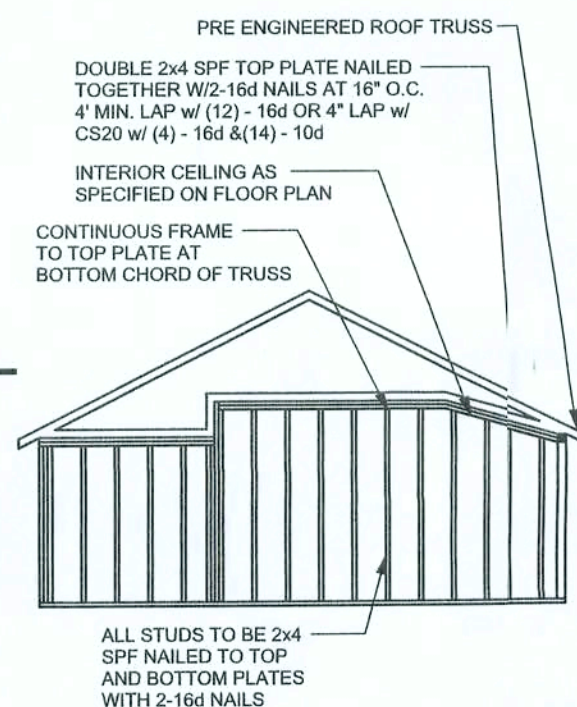 PRE ENGINEERED ROOF TRUSS
DOUBLE 2x4 SPF TOP PLATE NAILED
TOGETHER W/2-16d NAILS AT 16" O.C.
4' MIN. LAP w/ (12) - 16d OR 4" LAP w/
CS20 w/ (4) - 16d &(14) - 10d
INTERIOR CEILING AS
SPECIFIED ON FLOOR PLAN
CONTINUOUS FRAME
TO TOP PLATE AT
BOTTOM CHORD OF TRUSS
ALL STUDS TO BE 2x4
SPF NAILED TO TOP
AND BOTTOM PLATES
WITH 2-16d NAILS